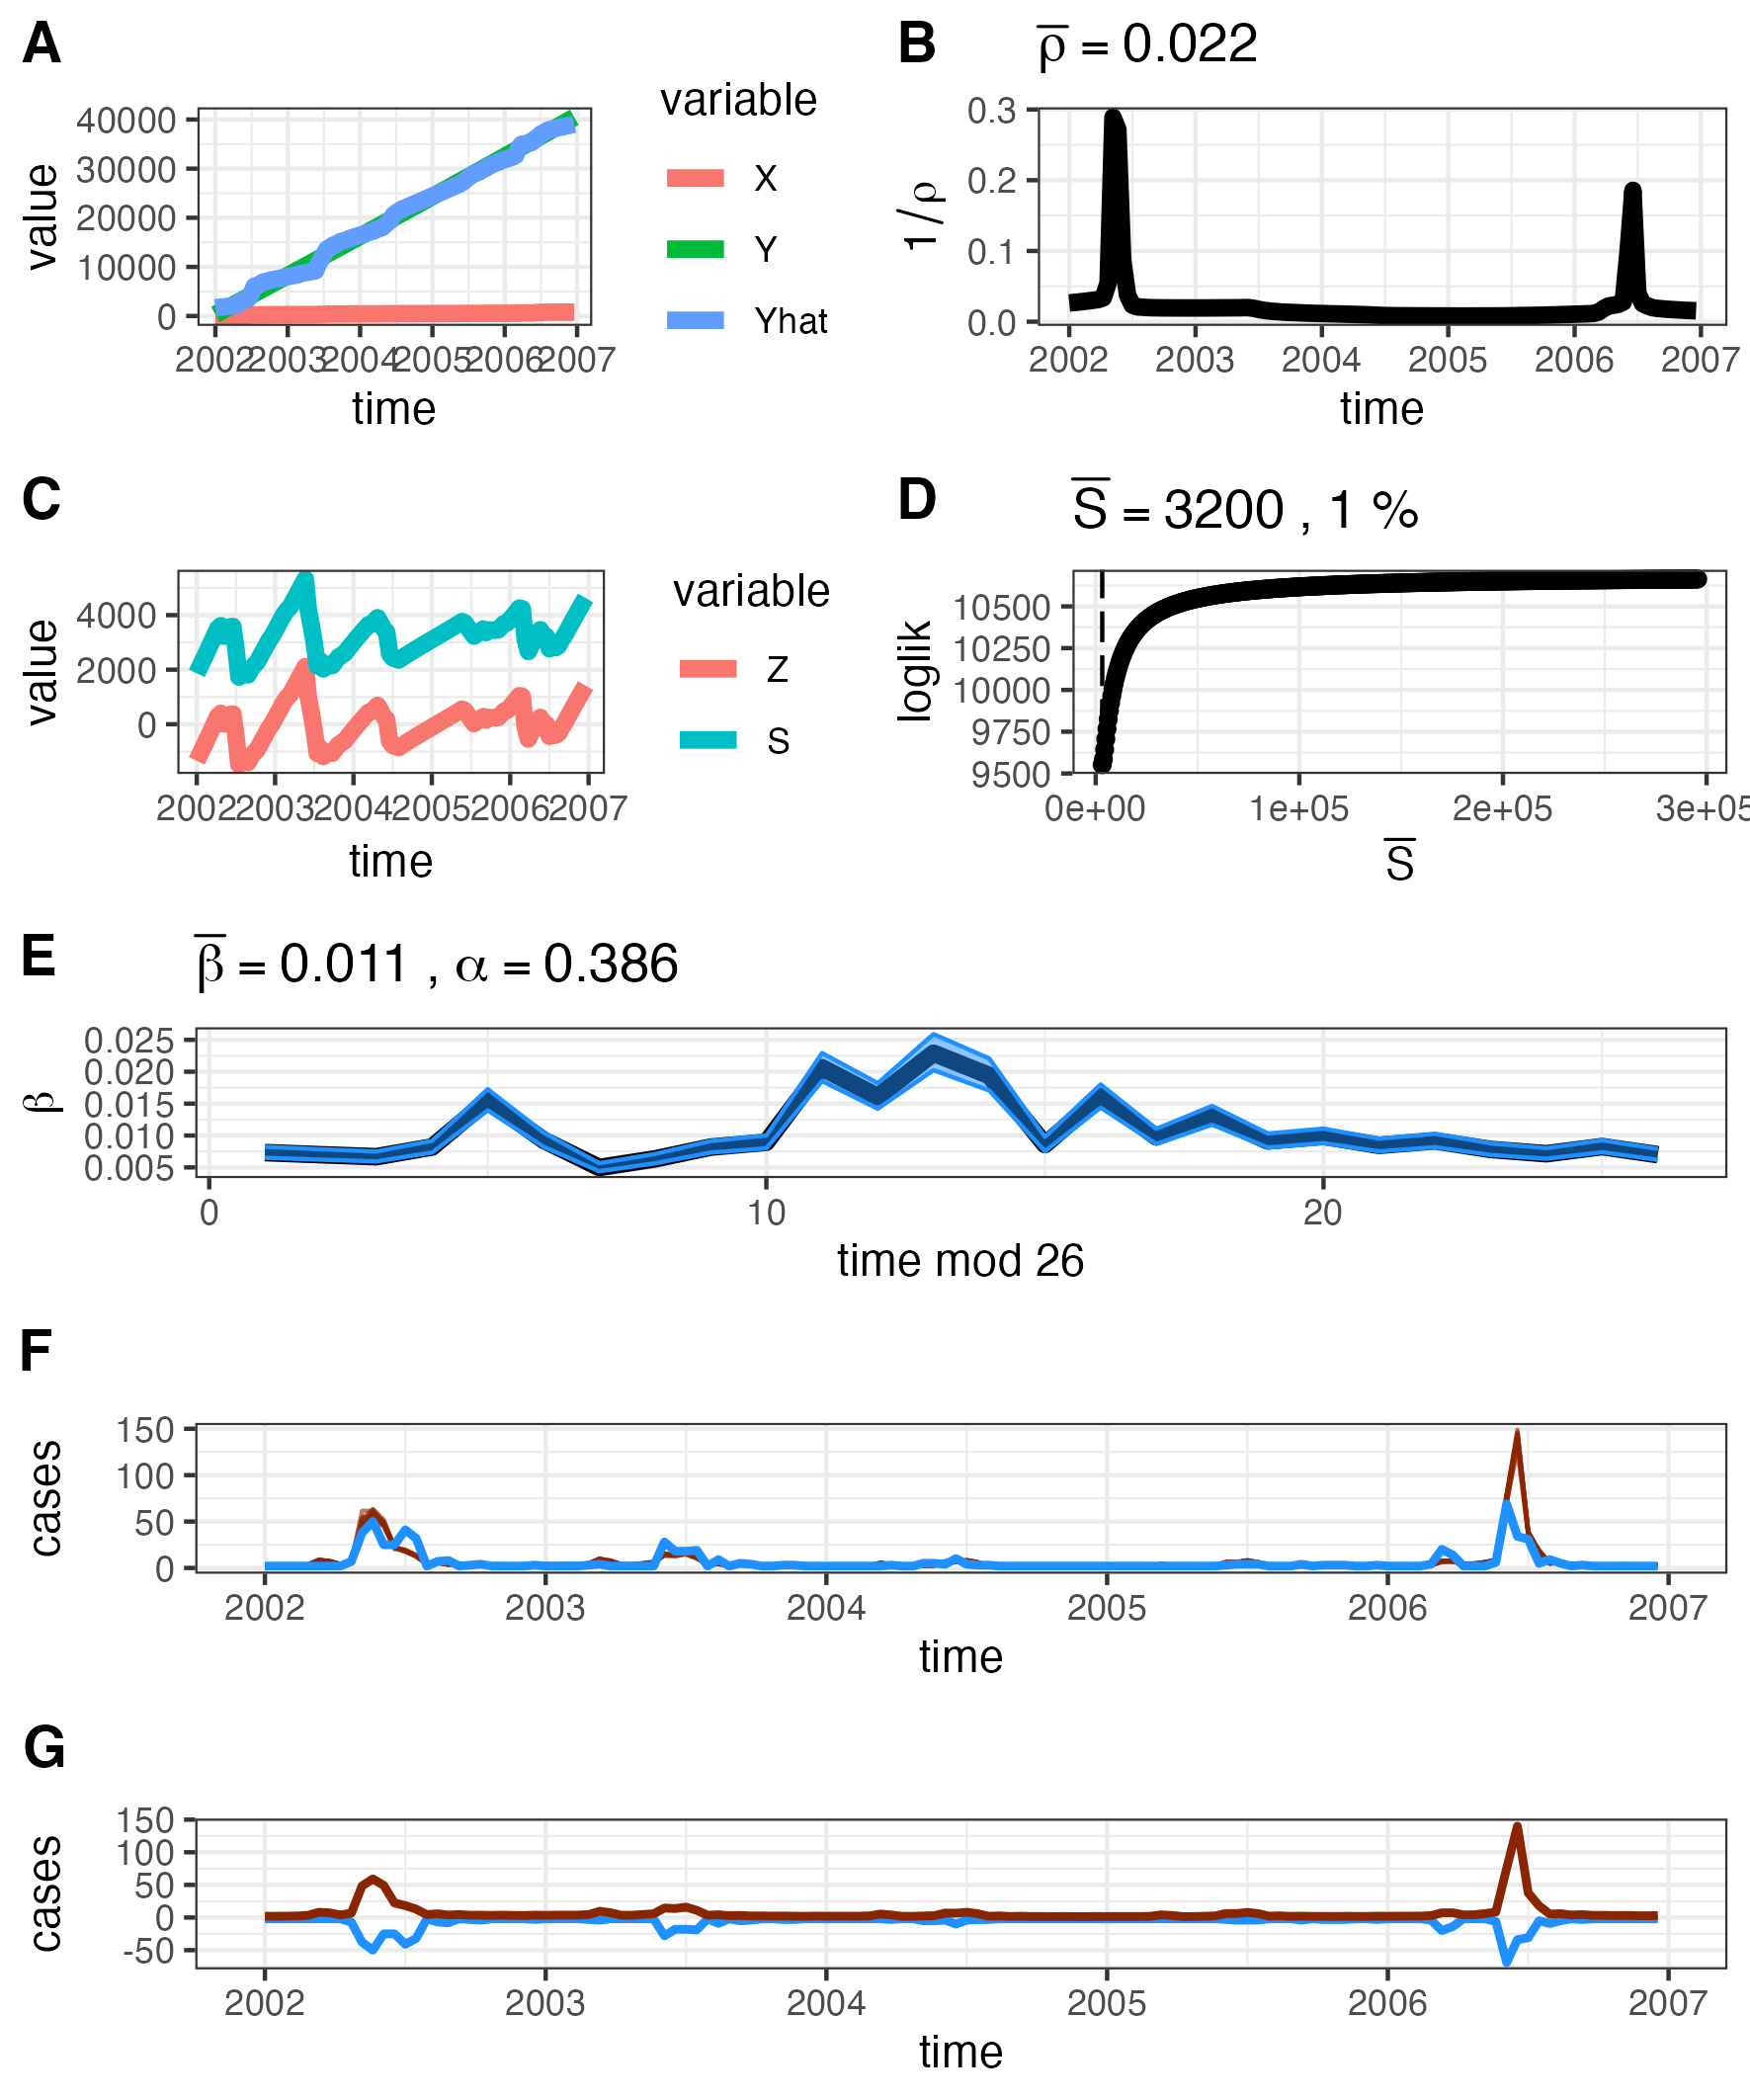 A
value
40000
30000
20000
10000
0
2002 2003 2004 2005 2006 2007
time
variable
X
Y
Yhat
B
ρ̅ = 0.022
1/ρ
0.3
0.2
0.1
0.0
2002 2003 2004 2005 2006 2007
time
C
value
4000
2000
0
2002 2003 2004 2005 2006 2007
time
variable
Z
S
D
S̅ = 3200 , 1 %
loglik
10500
10250
10000
9750
9500
0e+00 1e+05 2e+05 3e+05
S̅
E
β̅ = 0.011 , α = 0.386
β
0.025
0.020
0.015
0.010
0.005
0 10 20
time mod 26
F
cases
150
100
50
0
2002 2003 2004 2005 2006 2007
time
G
cases
150
100
50
0
-50
2002 2003 2004 2005 2006 2007
time